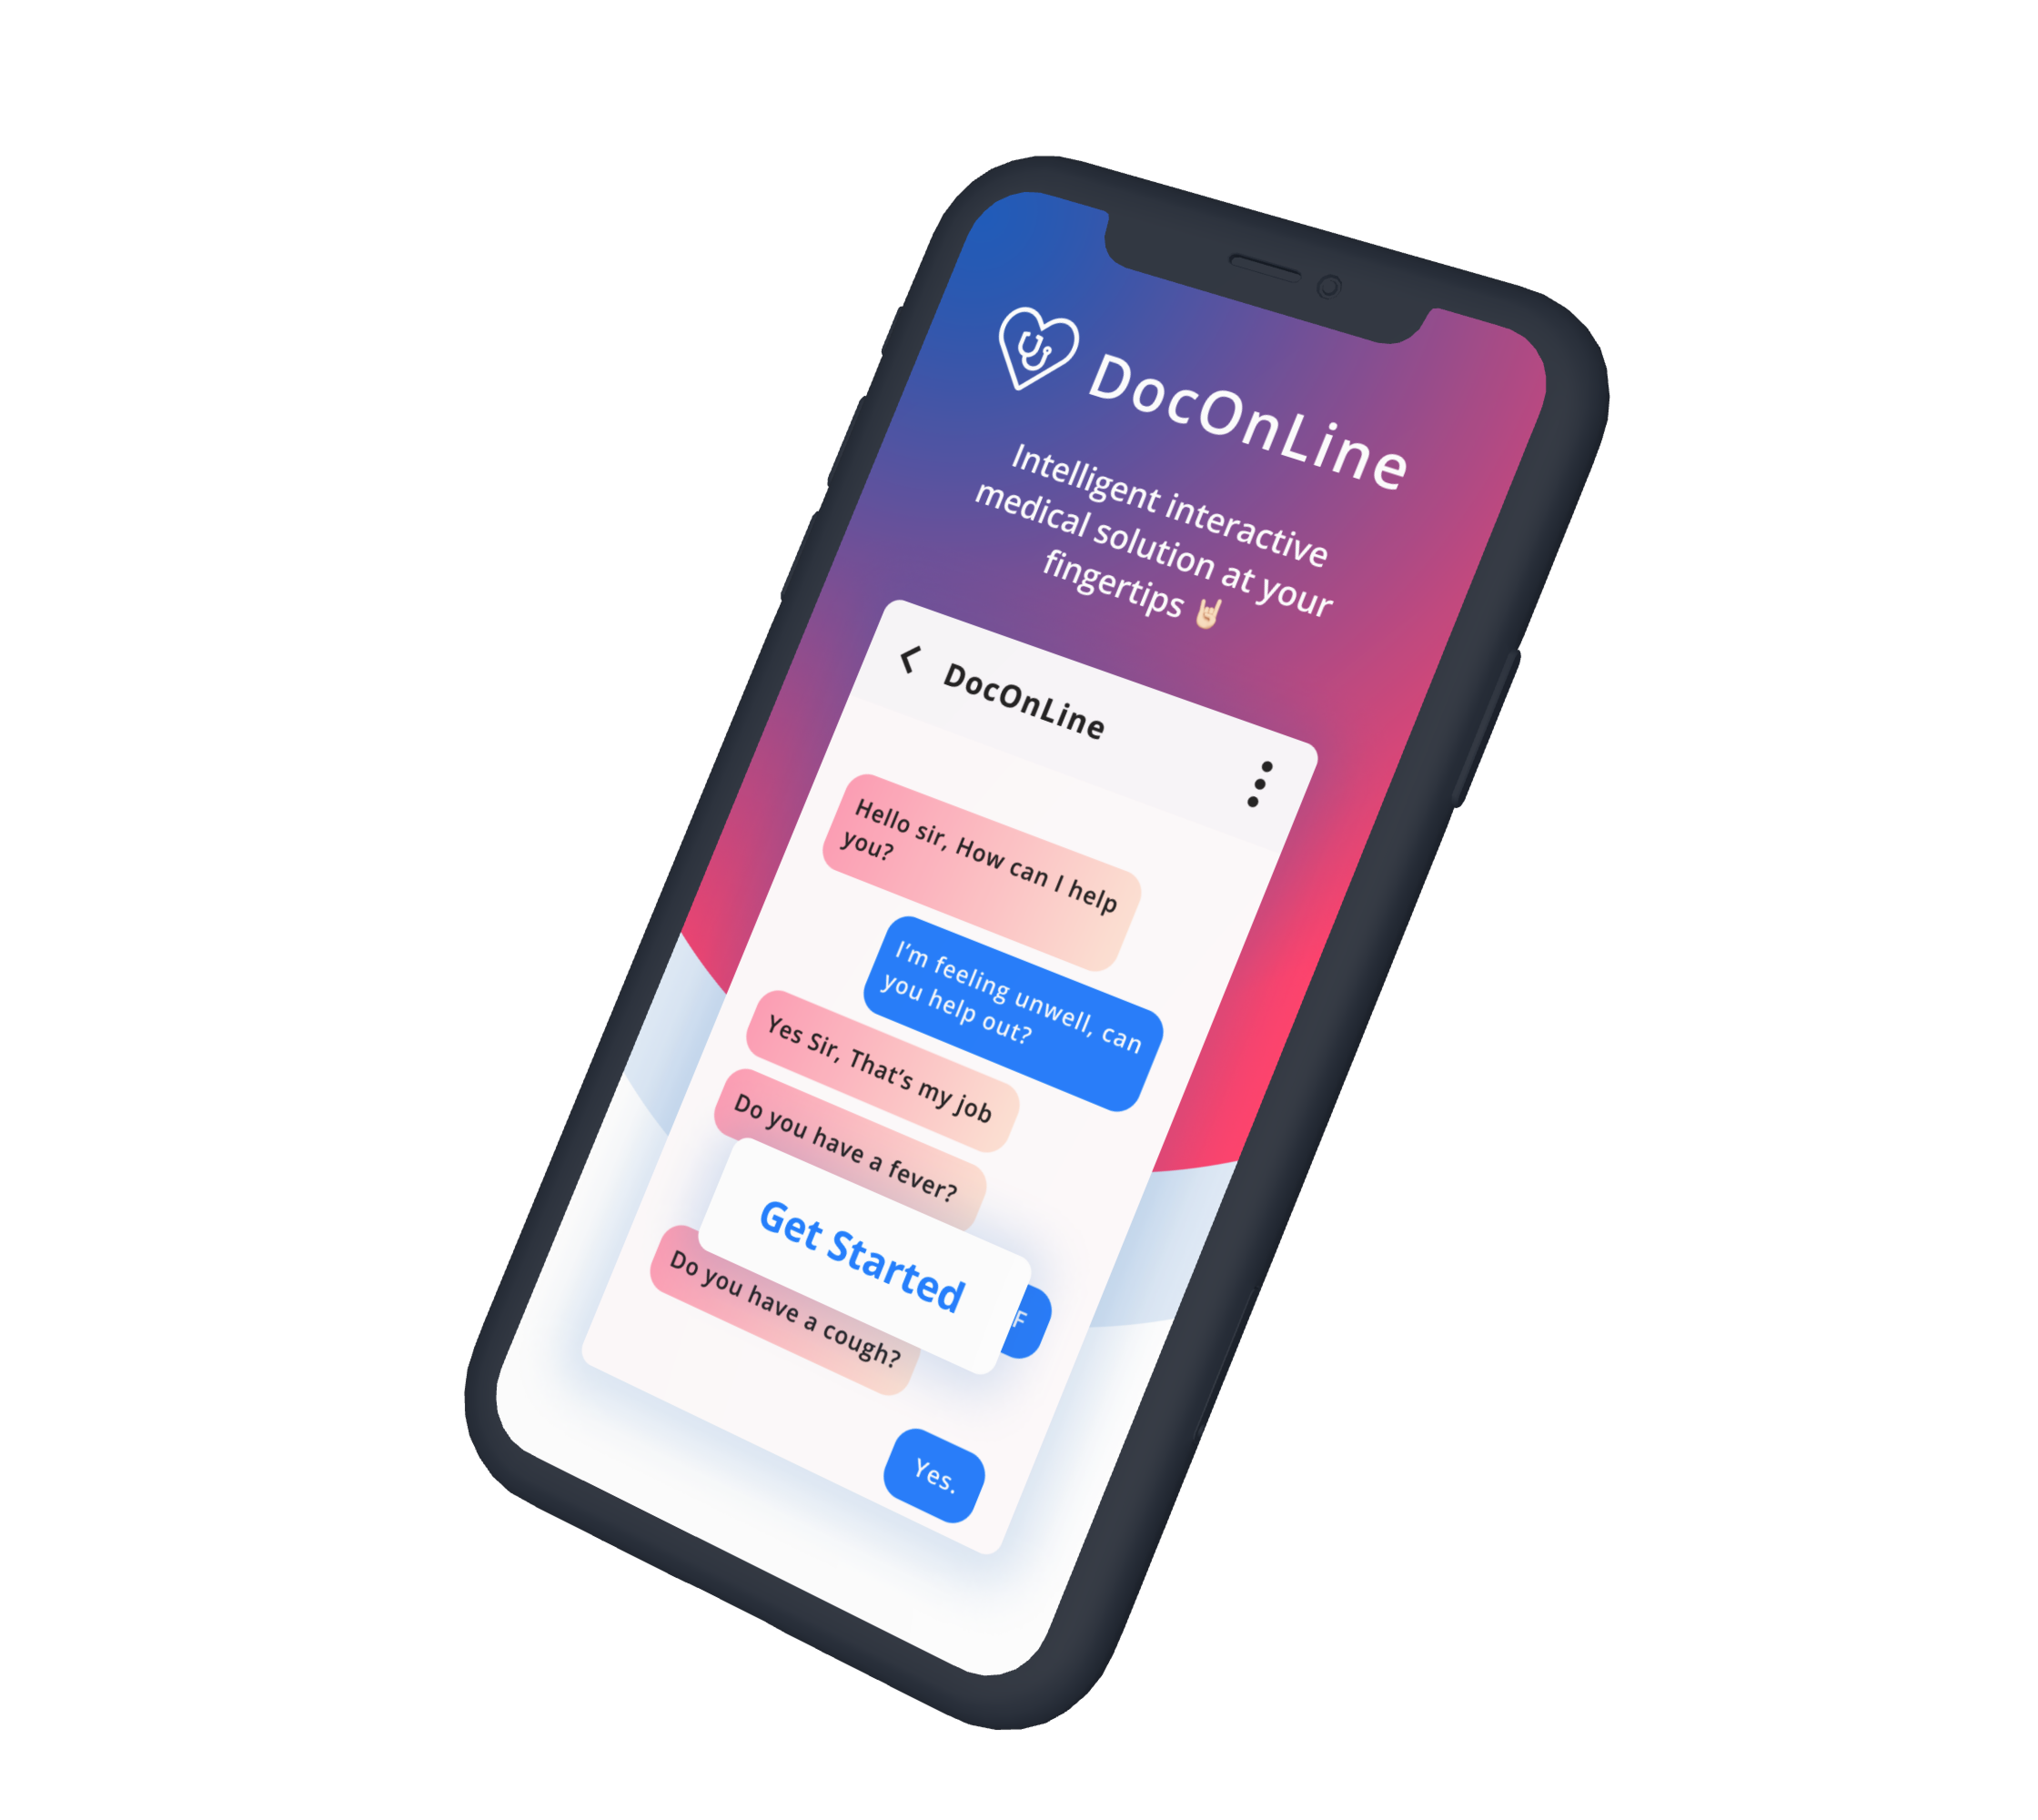 DocOnLine
Intelligent interactive
medical solution at your
fingertips 🤘🏻
DocOnLine
Hello sir, How can I help
you?
I'm feeling unwell, can
you help out?
Yes Sir, That's my job
Do you have a fever?
Get Started
F
Do you have a cough?
Yes.